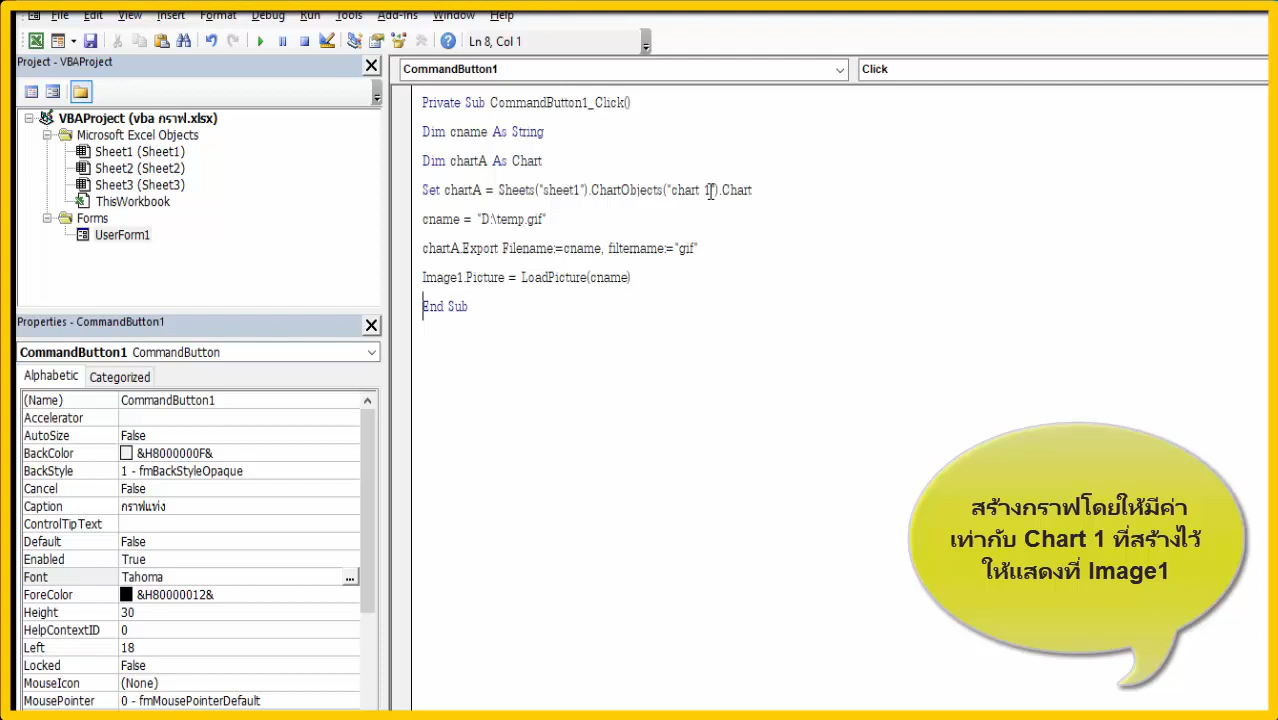 File Edit View Insert Format Debug Run Tools Add-Ins Window Help
Ln 8, Col 1
Project - VBAProject
VBAProject (vba กราฟ.xlsx)
Microsoft Excel Objects
Sheet1 (Sheet1)
Sheet2 (Sheet2)
Sheet3 (Sheet3)
ThisWorkbook
Forms
UserForm1
Properties - CommandButton1
CommandButton1 CommandButton
Alphabetic Categorized
(Name) CommandButton1
Accelerator
AutoSize False
BackColor &H8000000F&
BackStyle 1 - fmBackStyleOpaque
Cancel False
Caption กราฟแท่ง
ControlTipText
Default False
Enabled True
Font Tahoma ...
ForeColor &H80000012&
Height 30
HelpContextID 0
Left 18
Locked False
MouseIcon (None)
MousePointer 0 - fmMousePointerDefault
CommandButton1 Click
Private Sub CommandButton1_Click()
Dim cname As String
Dim chartA As Chart
Set chartA = Sheets("sheet1").ChartObjects("chart 1").Chart
cname = "D:\temp.gif"
chartA.Export Filename:=cname, filtername:="gif"
Image1.Picture = LoadPicture(cname)
End Sub
สร้างกราฟโดยให้มีค่า
เท่ากับ Chart 1 ที่สร้างไว้
ให้แสดงที่ Image1